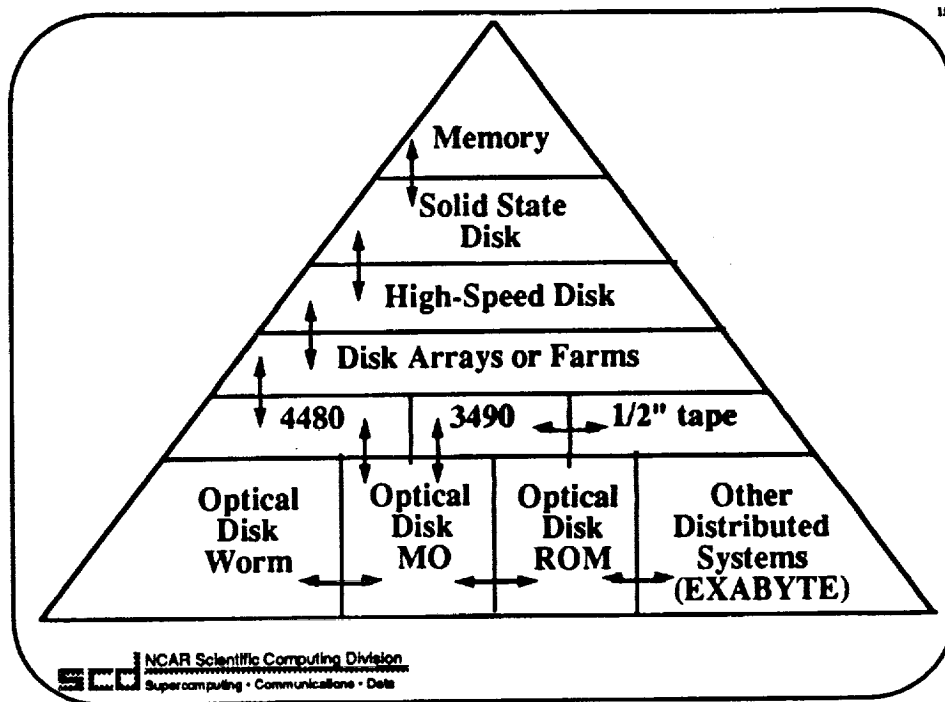 Memory
Solid State
Disk
High-Speed Disk
Disk Arrays or Farms
4480 3490 1/2" tape
Optical
Disk
Worm
Optical
Disk
MO
Optical
Disk
ROM
Other
Distributed
Systems
(EXABYTE)
NCAR Scientific Computing Division
Supercomputing • Communications • Data